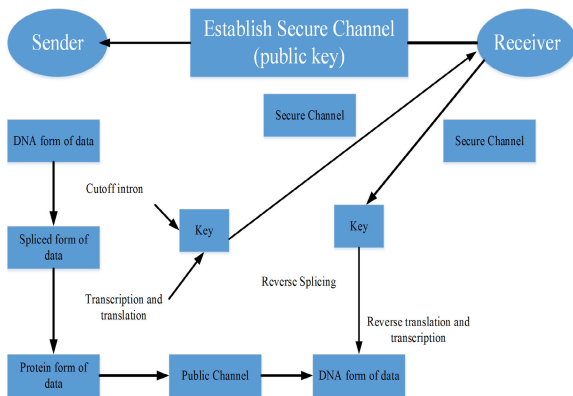 Sender
Establish Secure Channel
(public key)
Receiver
Secure Channel
Secure Channel
DNA form of data
Cutoff intron
Key
Key
Spliced form of
data
Reverse Splicing
Transcription and
translation
Reverse translation and
transcription
Protein form of
data
Public Channel
DNA form of data